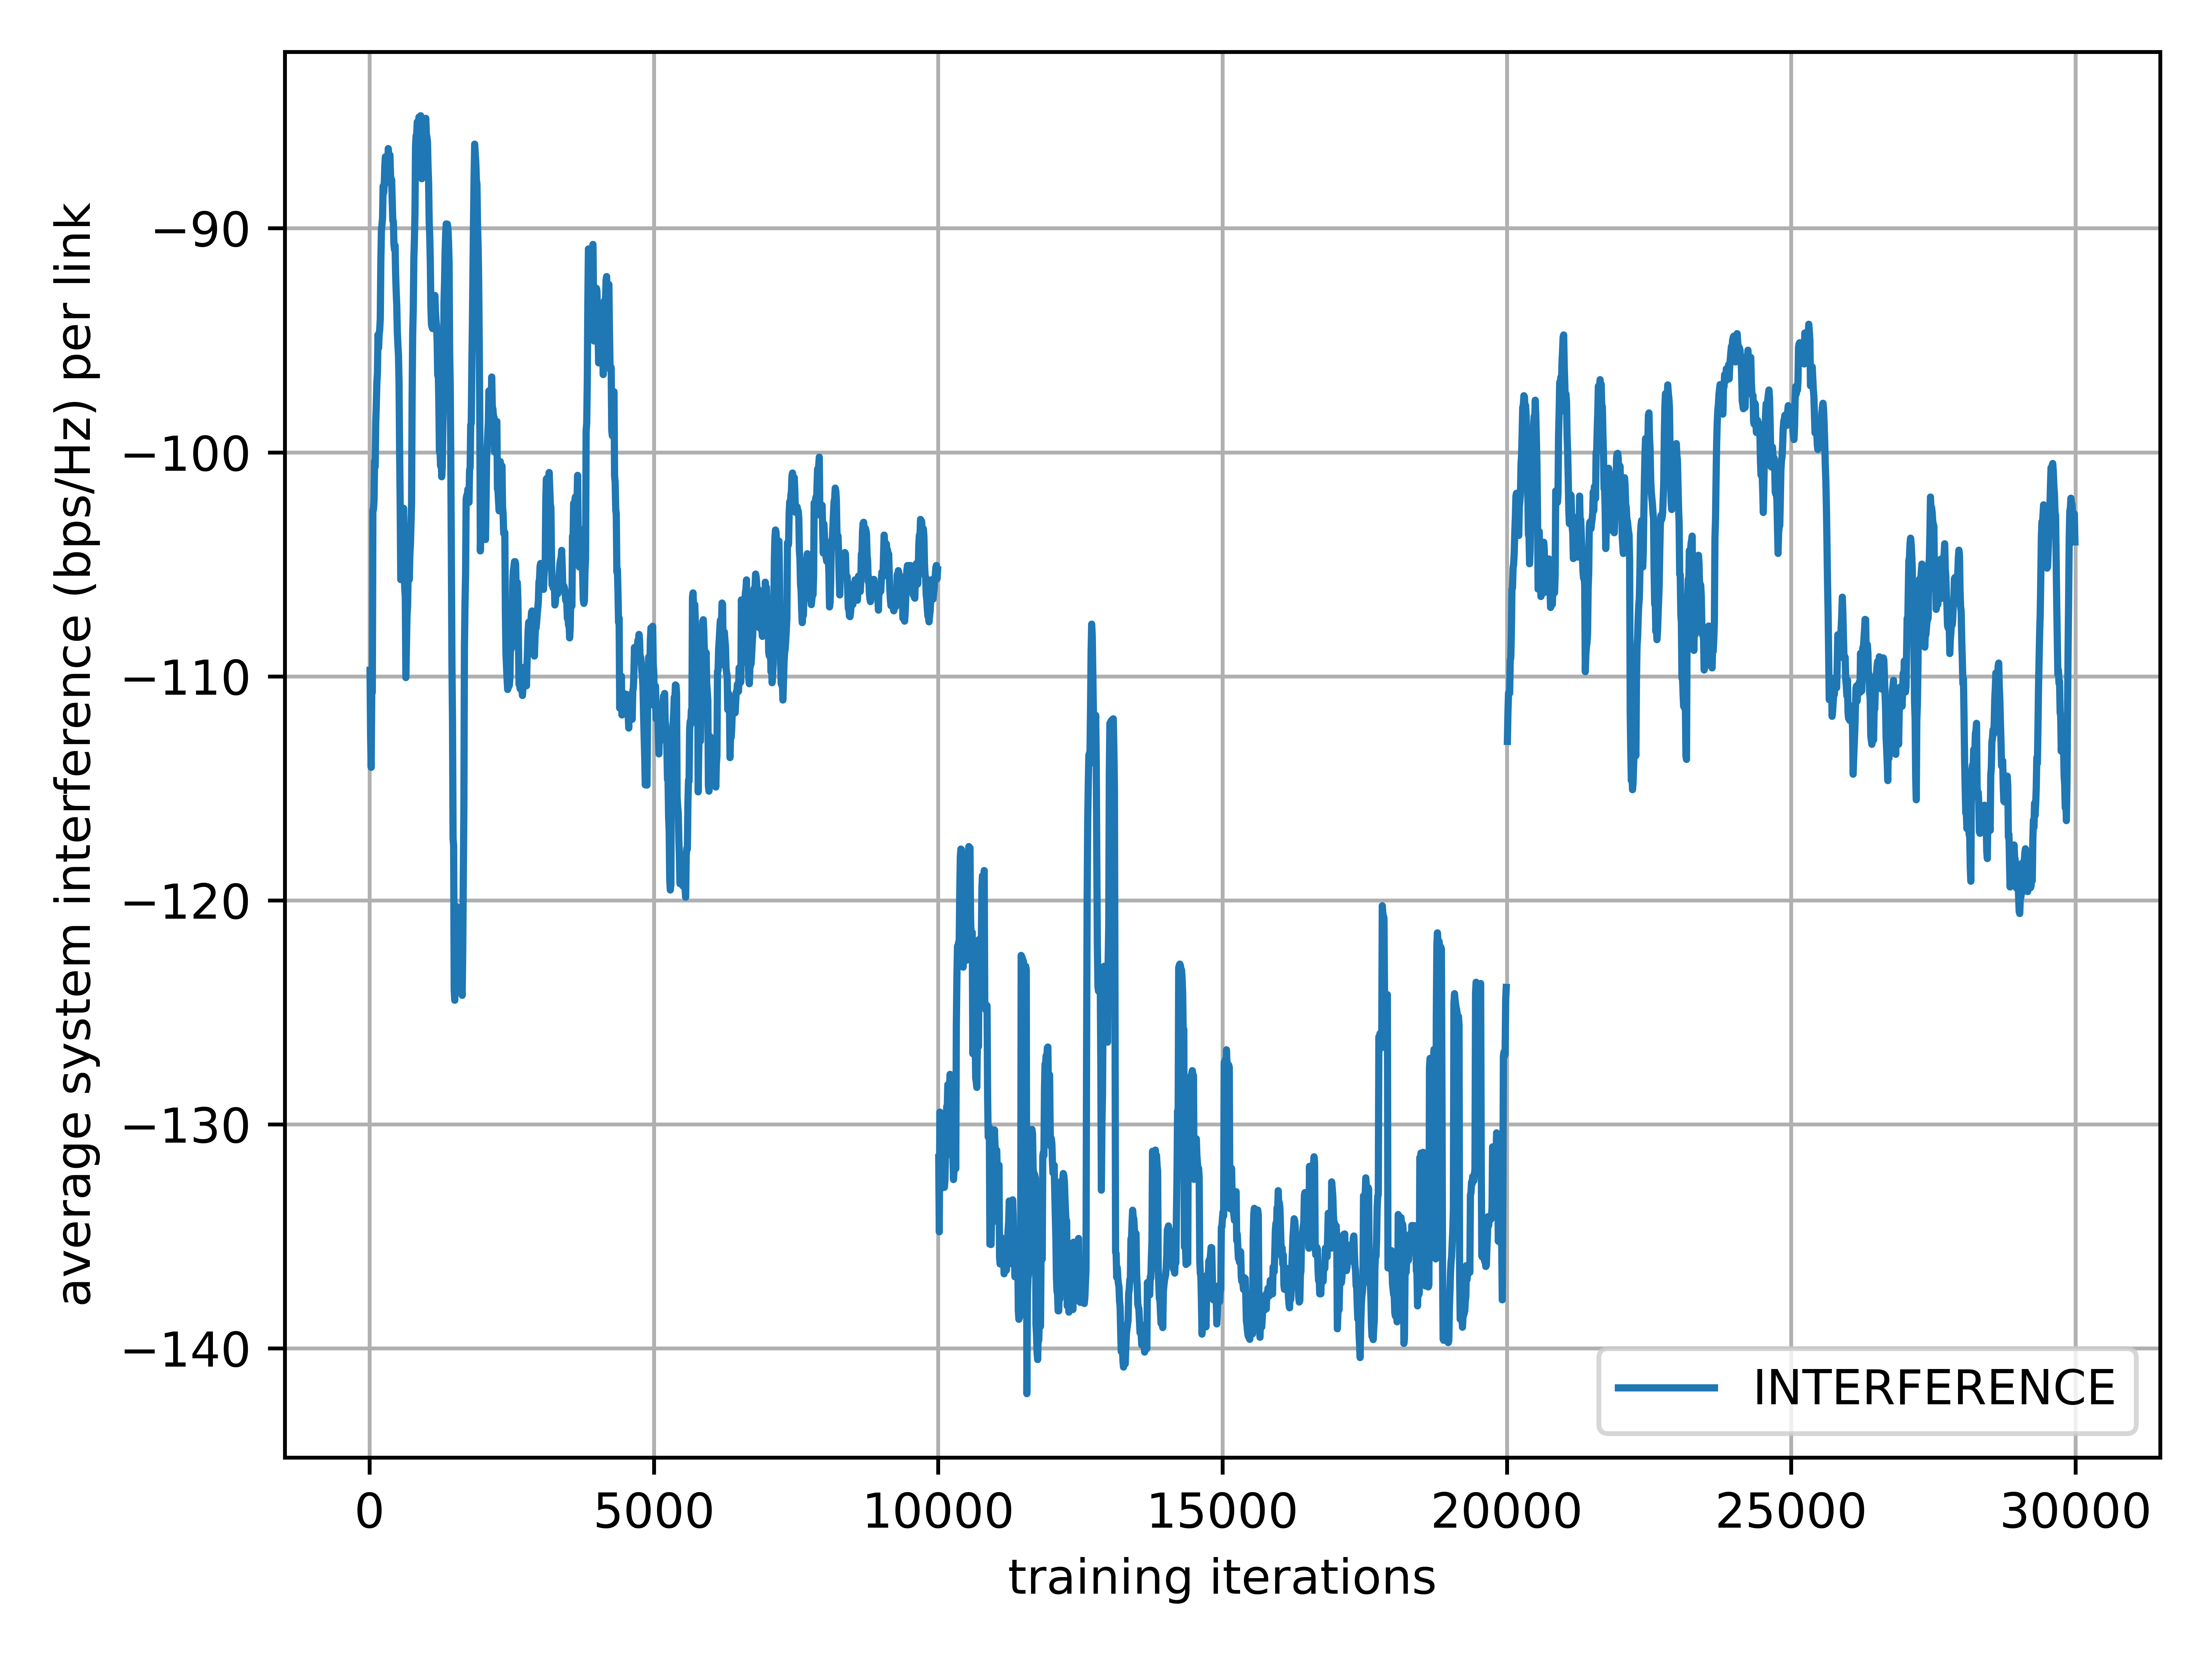 average system interference (bps/Hz) per link
−90
−100
−110
−120
−130
−140
0 5000 10000 15000 20000 25000 30000
training iterations
INTERFERENCE